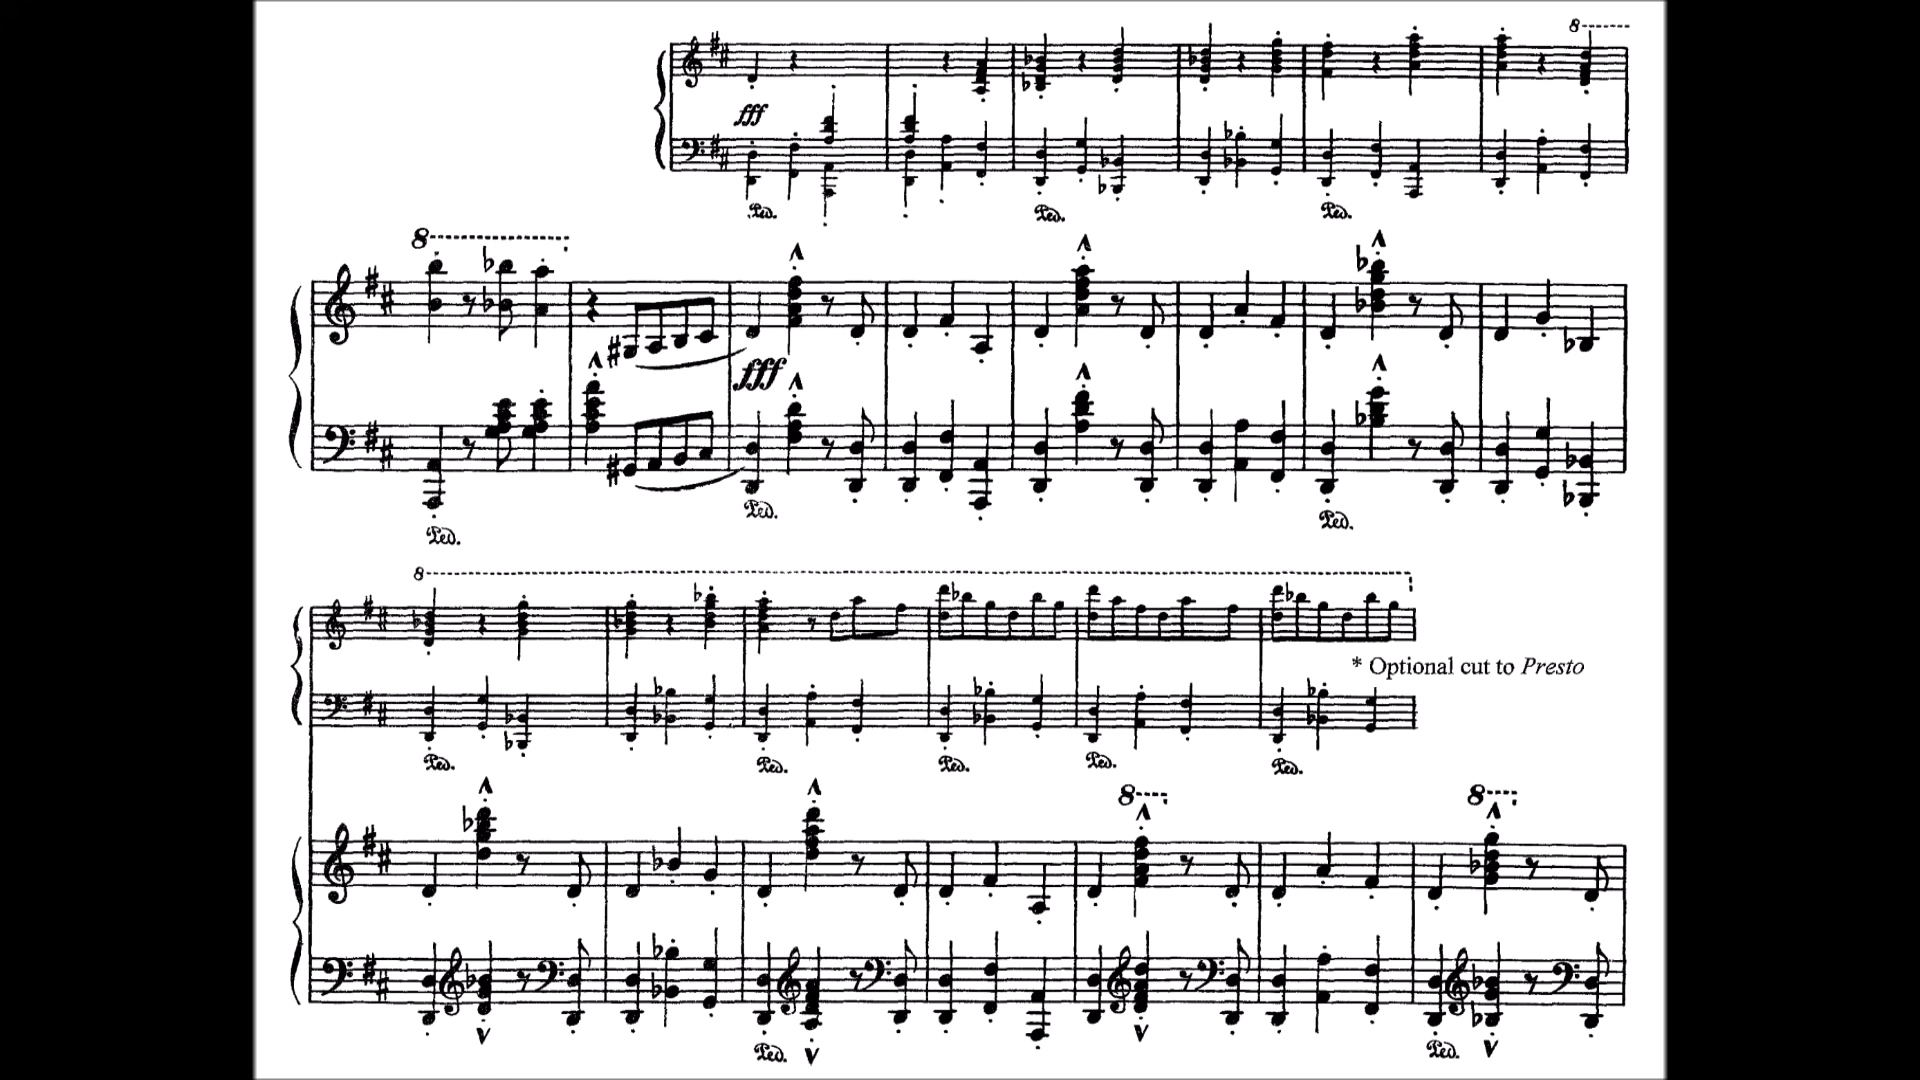 8
fff
Ped. Ped. Ped.
8
fff
Ped. Ped. Ped.
8
* Optional cut to Presto
Ped. Ped. Ped. Ped. Ped.
8 8
Ped. Ped.